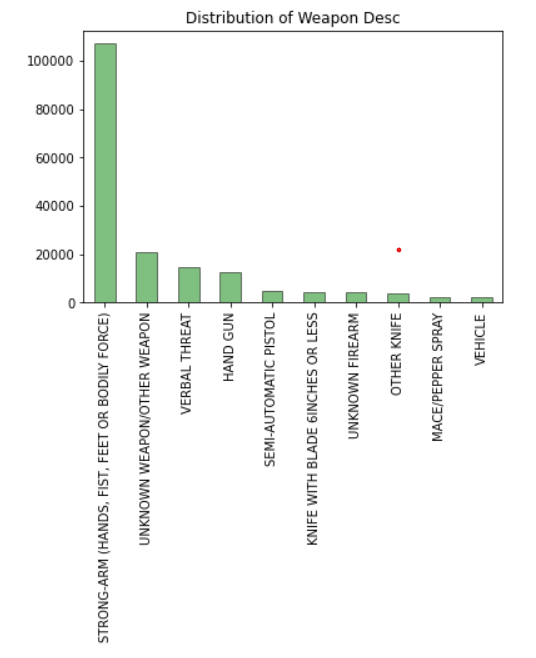 Distribution of Weapon Desc
100000
80000
60000
40000
20000
0
STRONG-ARM (HANDS, FIST, FEET OR BODILY FORCE)
UNKNOWN WEAPON/OTHER WEAPON
VERBAL THREAT
HAND GUN
SEMI-AUTOMATIC PISTOL
KNIFE WITH BLADE 6INCHES OR LESS
UNKNOWN FIREARM
OTHER KNIFE
MACE/PEPPER SPRAY
VEHICLE